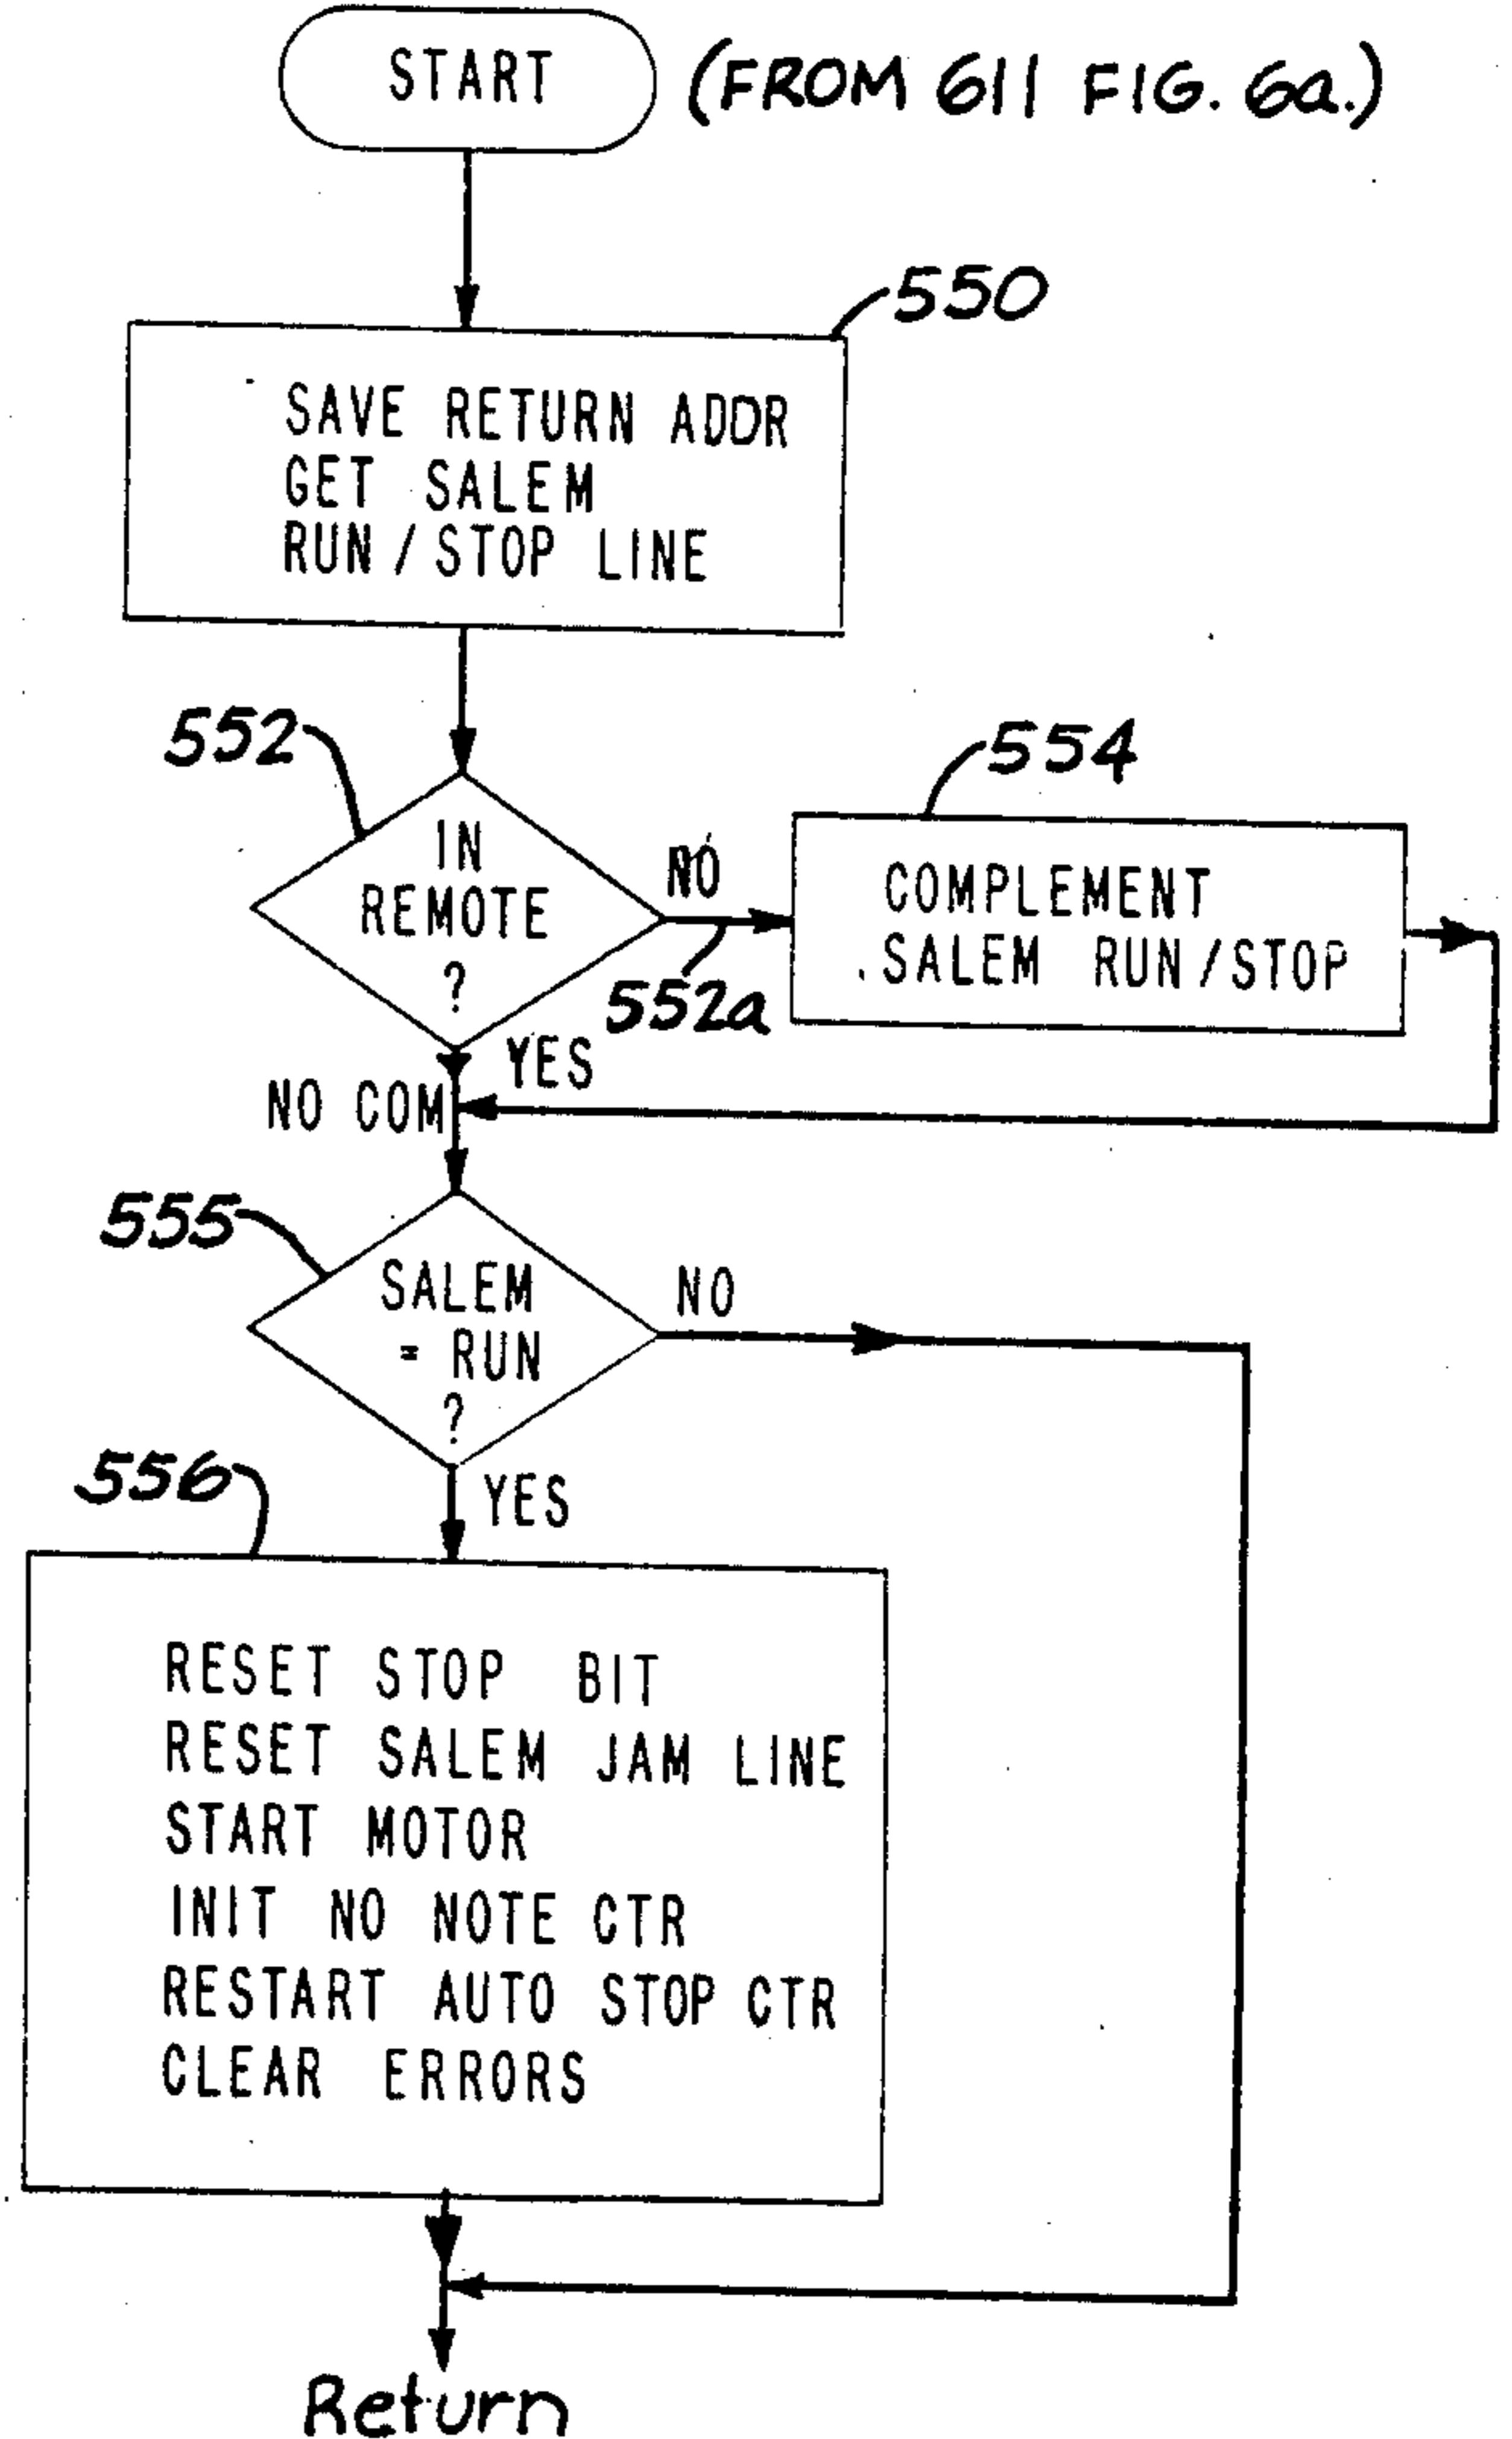 START (FROM 611 FIG. 6a.)
550
SAVE RETURN ADDR
GET SALEM
RUN/STOP LINE
552
554
IN
REMOTE
?
NO
552a
COMPLEMENT
SALEM RUN/STOP
YES
NO COM
555
SALEM
= RUN
?
NO
YES
556
RESET STOP BIT
RESET SALEM JAM LINE
START MOTOR
INIT NO NOTE CTR
RESTART AUTO STOP CTR
CLEAR ERRORS
Return